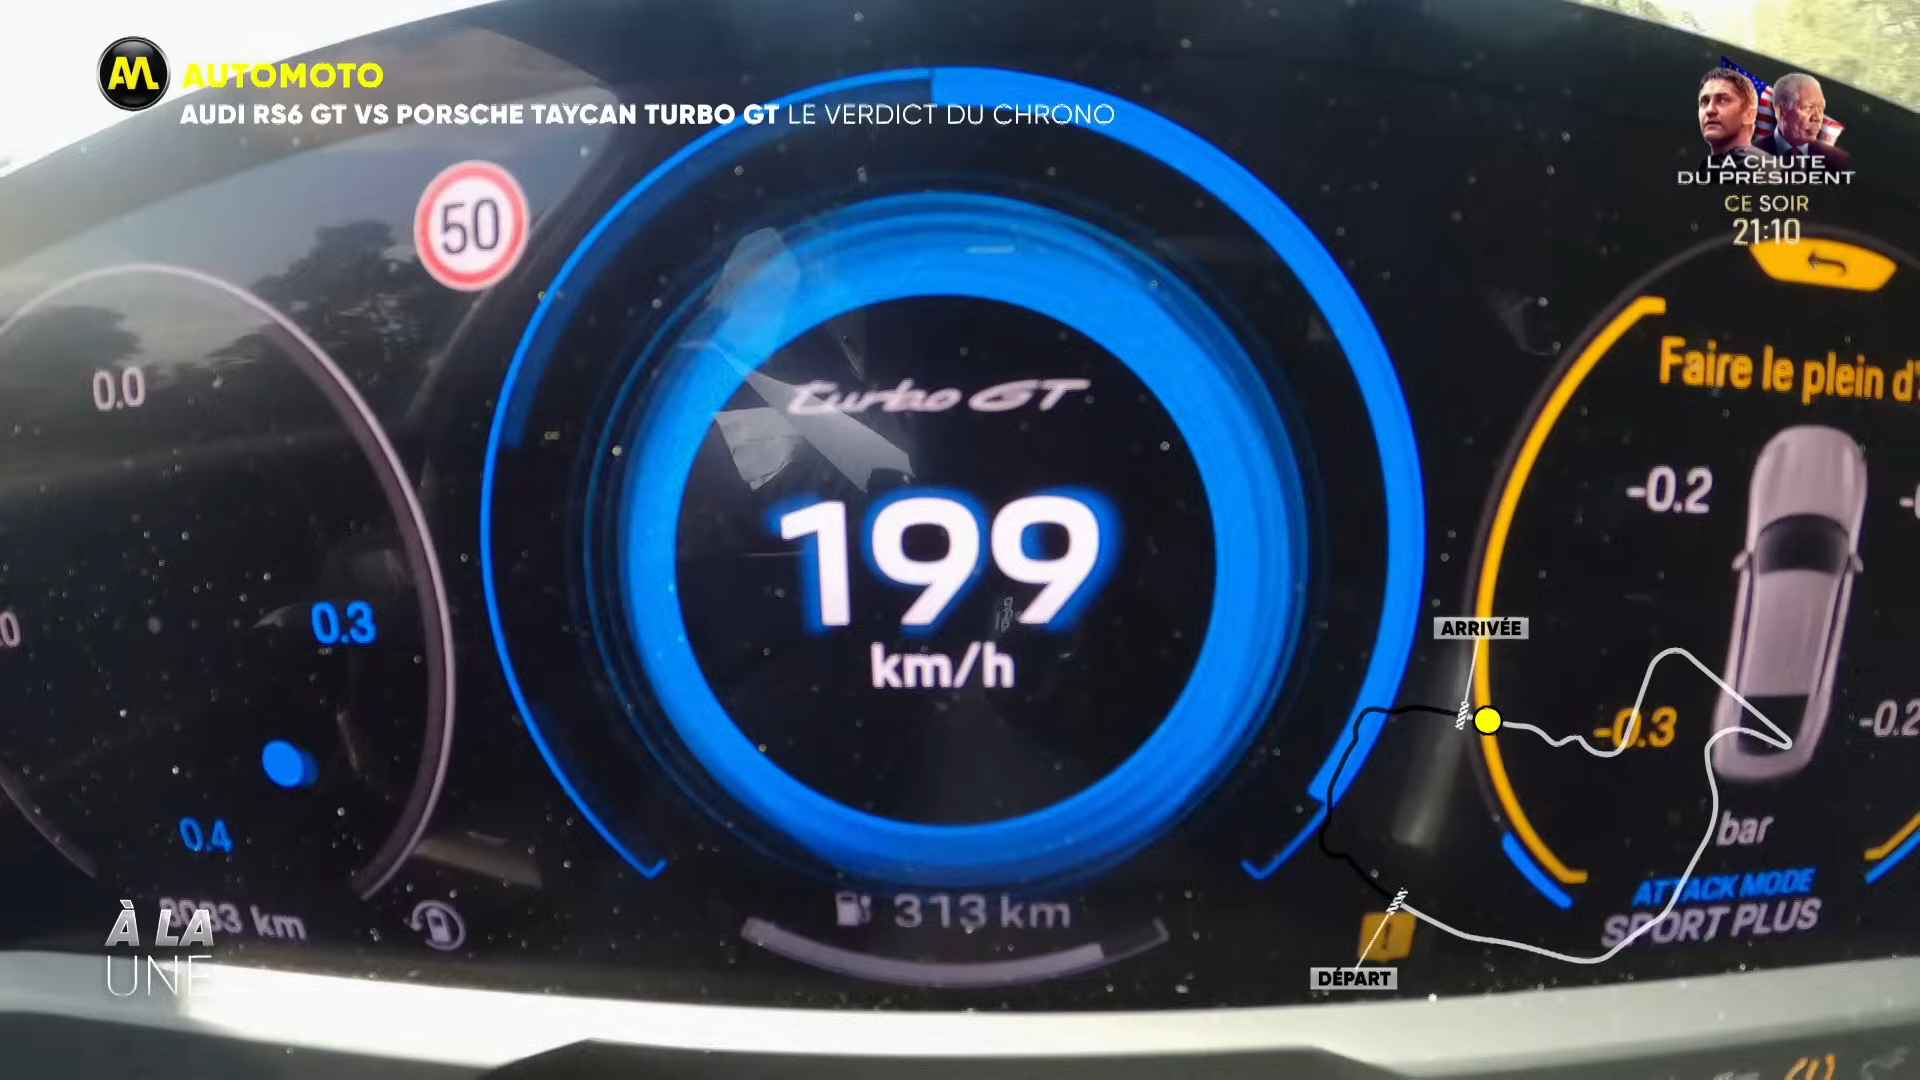 AM AUTOMOTO
AUDI RS6 GT VS PORSCHE TAYCAN TURBO GT LE VERDICT DU CHRONO
LA CHUTE
DU PRÉSIDENT
CE SOIR
21:10
50
0.0
0.3
0.4
turbo GT
199
km/h
313 km
Faire le plein d'
-0.2
-0.3
-0.2
bar
ATTACK MODE
SPORT PLUS
ARRIVÉE
DÉPART
km
À LA
UNE